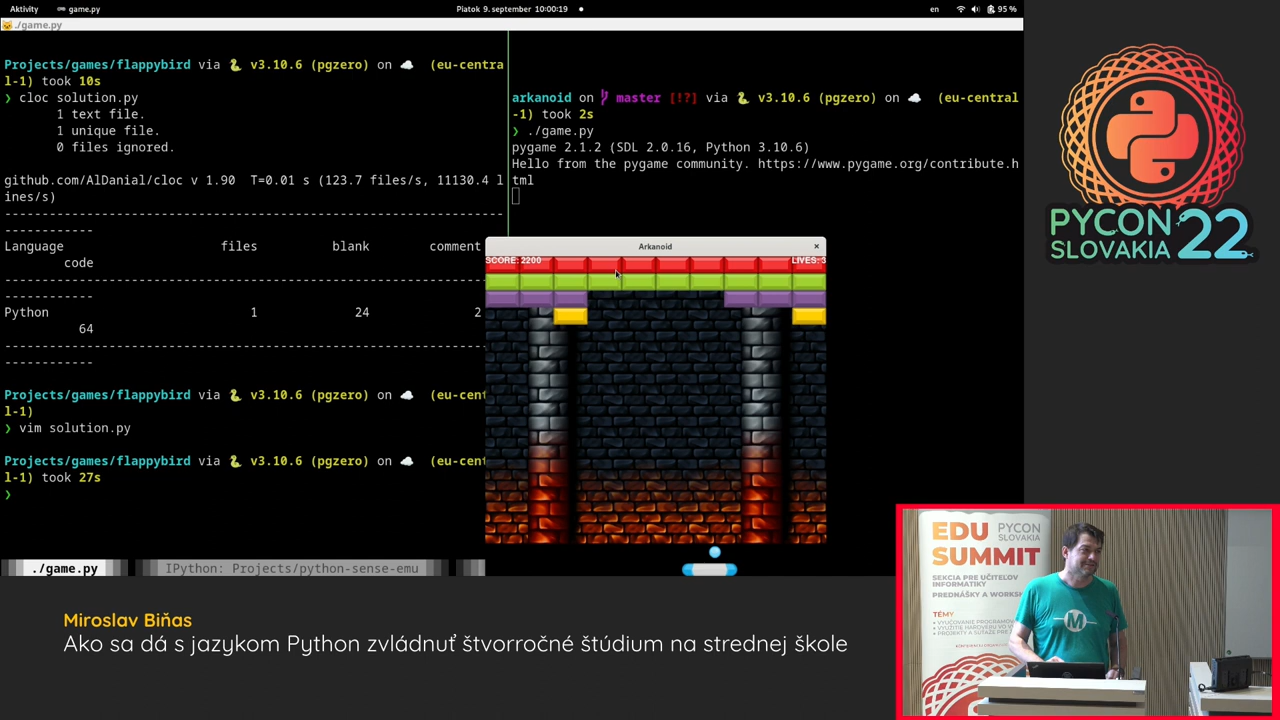 Aktivity
game.py
Piatok 9. september 10:00:19
en
95 %
./game.py
Projects/games/flappybird via v3.10.6 (pgzero) on (eu-centra
l-1) took 10s
❯ cloc solution.py
1 text file.
1 unique file.
0 files ignored.
github.com/AlDanial/cloc v 1.90 T=0.01 s (123.7 files/s, 11130.4 l
ines/s)
--------------------------------------------------------------
------------
Language files blank comment
code
--------------------------------------------------------------
------------
Python 1 24 2
64
--------------------------------------------------------------
------------
Projects/games/flappybird via v3.10.6 (pgzero) on (eu-cent
l-1)
❯ vim solution.py
Projects/games/flappybird via v3.10.6 (pgzero) on (eu-cent
l-1) took 27s
❯
arkanoid on master [!?] via v3.10.6 (pgzero) on (eu-central
-1) took 2s
❯ ./game.py
pygame 2.1.2 (SDL 2.0.16, Python 3.10.6)
Hello from the pygame community. https://www.pygame.org/contribute.h
tml
Arkanoid
SCORE: 2200
LIVES: 3
./game.py
IPython: Projects/python-sense-emu
PYCON
SLOVAKIA
22
EDU
SUMMIT
PYCON
SLOVAKIA
SEKCIA PRE UČITEĽOV
INFORMATIKY
PREDNÁŠKY A WORKSH
TÉMY
M
Miroslav Biňas
Ako sa dá s jazykom Python zvládnuť štvorročné štúdium na strednej škole